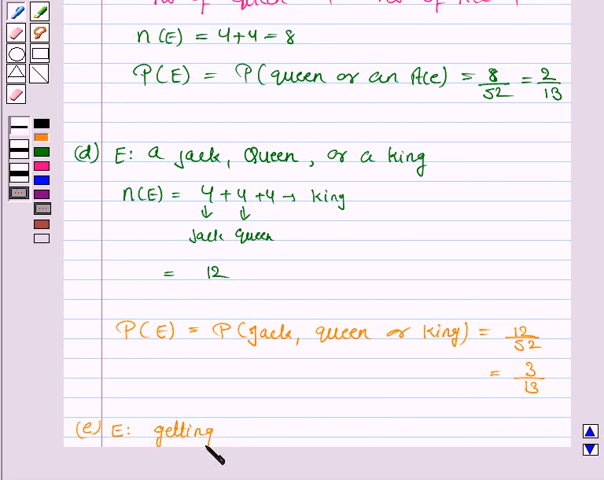 n(E) = 4+4 = 8
P(E) = P(queen or an Ace) = 8/52 = 2/13
(d) E: a Jack, Queen, or a King
n(E) = 4 + 4 + 4 → King
↓ ↓
Jack Queen
= 12
P(E) = P(Jack, queen or King) = 12/52
= 3/13
(e) E: getting